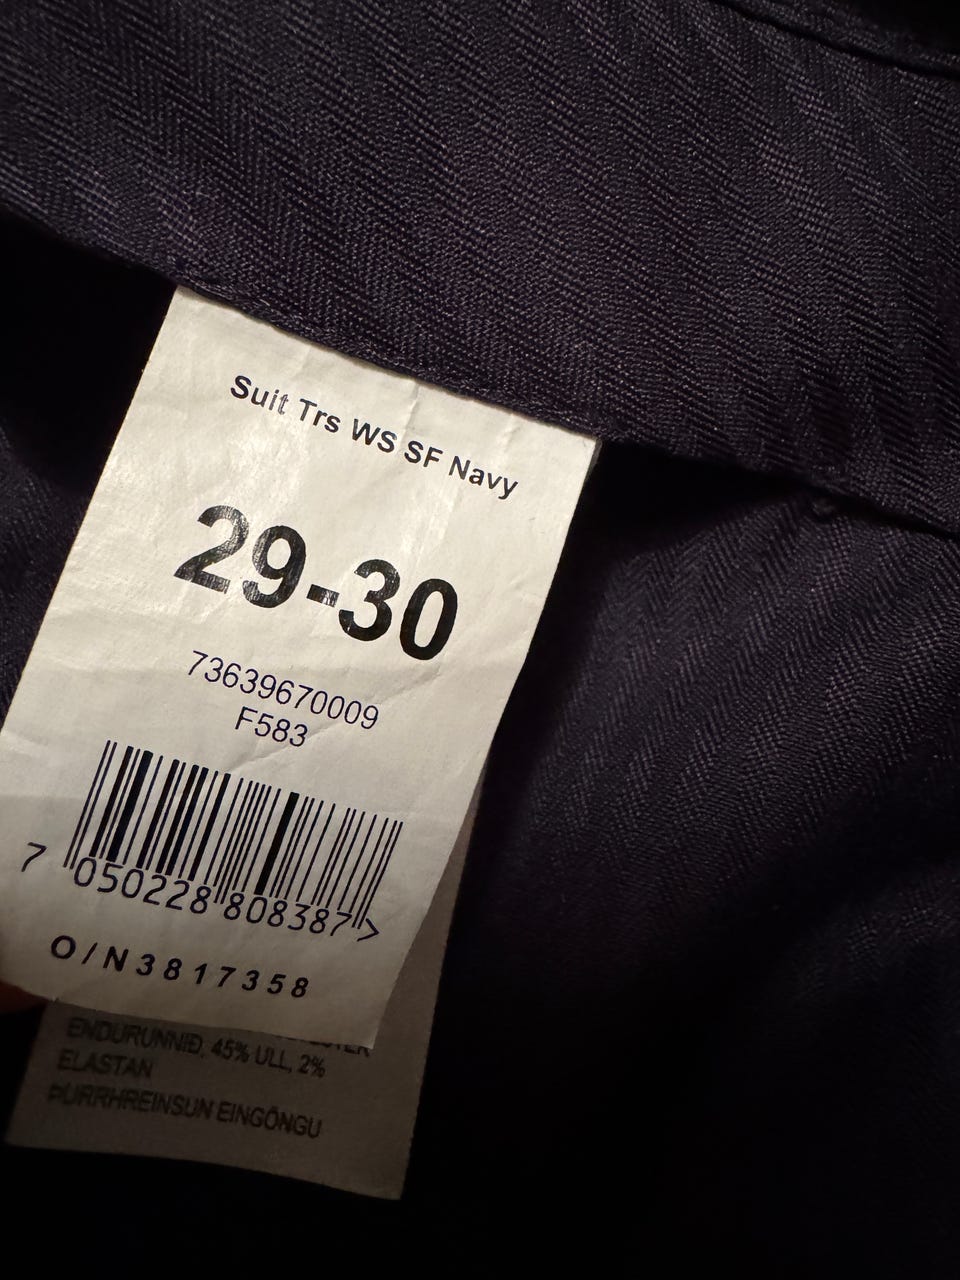 Suit Trs WS SF Navy
29-30
73639670009
F583
7 050228 808387 >
O/N3817358
ENDURUNNIÐ, 45% ULL, 2%
ELASTAN
ÞURRHREINSUN EINGÖNGU